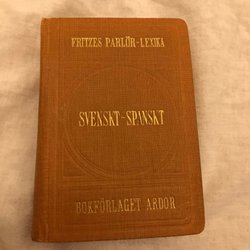 FRITZES PARLÖR-LEXIKA
SVENSKT-SPANSKT
BOKFÖRLAGET ARDOR